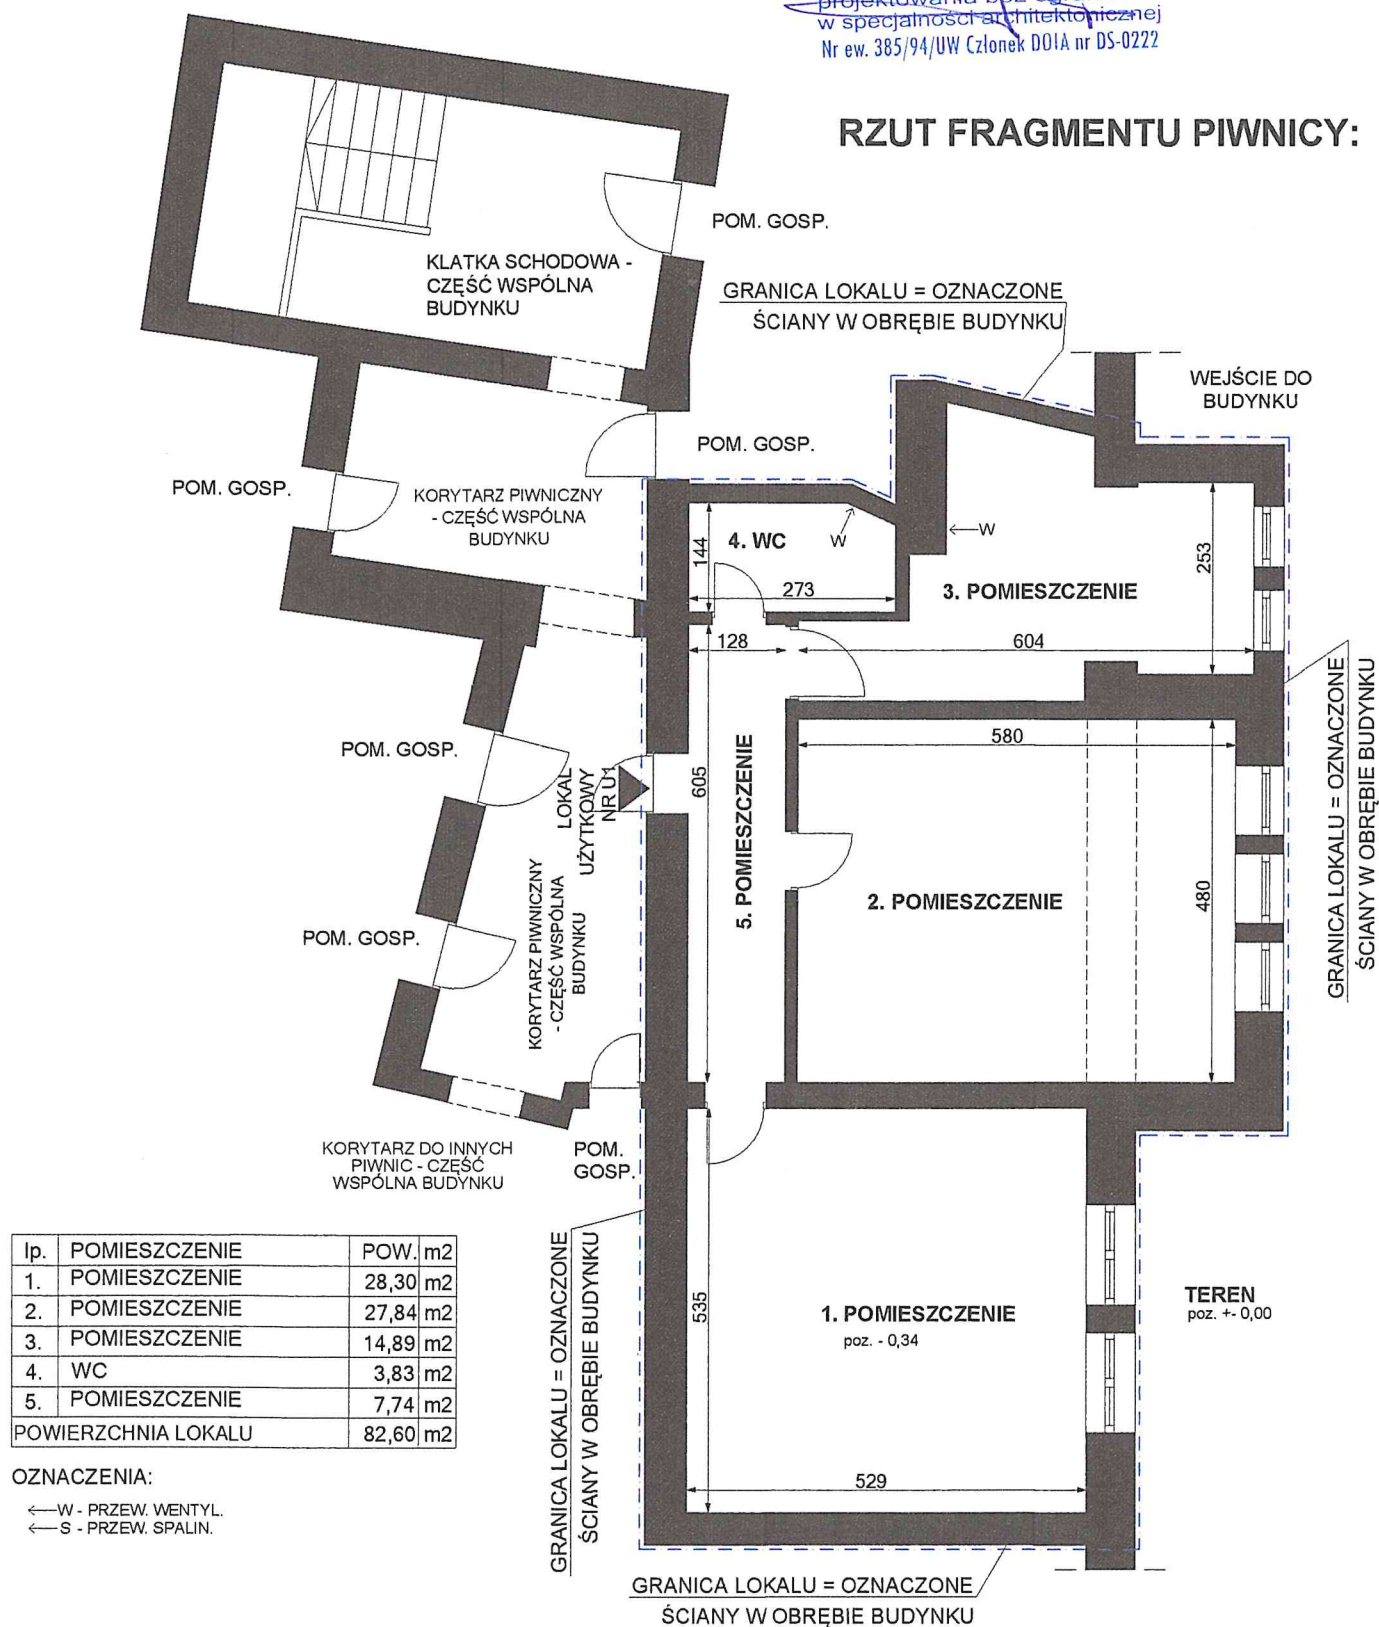 w specjalności architektonicznej
Nr ew. 385/94/UW Członek DOIA nr DS-0222
RZUT FRAGMENTU PIWNICY:
POM. GOSP.
KLATKA SCHODOWA -
CZĘŚĆ WSPÓLNA
BUDYNKU
GRANICA LOKALU = OZNACZONE
ŚCIANY W OBRĘBIE BUDYNKU
WEJŚCIE DO
BUDYNKU
POM. GOSP.
POM. GOSP.
KORYTARZ PIWNICZNY
- CZĘŚĆ WSPÓLNA
BUDYNKU
4. WC
W
W
144
273
253
3. POMIESZCZENIE
128
604
POM. GOSP.
LOKAL
UŻYTKOWY
NR U1
605
5. POMIESZCZENIE
580
2. POMIESZCZENIE
480
GRANICA LOKALU = OZNACZONE
ŚCIANY W OBRĘBIE BUDYNKU
POM. GOSP.
KORYTARZ PIWNICZNY
- CZĘŚĆ WSPÓLNA
BUDYNKU
KORYTARZ DO INNYCH
PIWNIC - CZĘŚĆ
WSPÓLNA BUDYNKU
POM.
GOSP.
GRANICA LOKALU = OZNACZONE
ŚCIANY W OBRĘBIE BUDYNKU
535
1. POMIESZCZENIE
poz. - 0,34
TEREN
poz. +- 0,00
529
lp. POMIESZCZENIE POW. m2
1. POMIESZCZENIE 28,30 m2
2. POMIESZCZENIE 27,84 m2
3. POMIESZCZENIE 14,89 m2
4. WC 3,83 m2
5. POMIESZCZENIE 7,74 m2
POWIERZCHNIA LOKALU 82,60 m2
OZNACZENIA:
W - PRZEW. WENTYL.
S - PRZEW. SPALIN.
GRANICA LOKALU = OZNACZONE
ŚCIANY W OBRĘBIE BUDYNKU